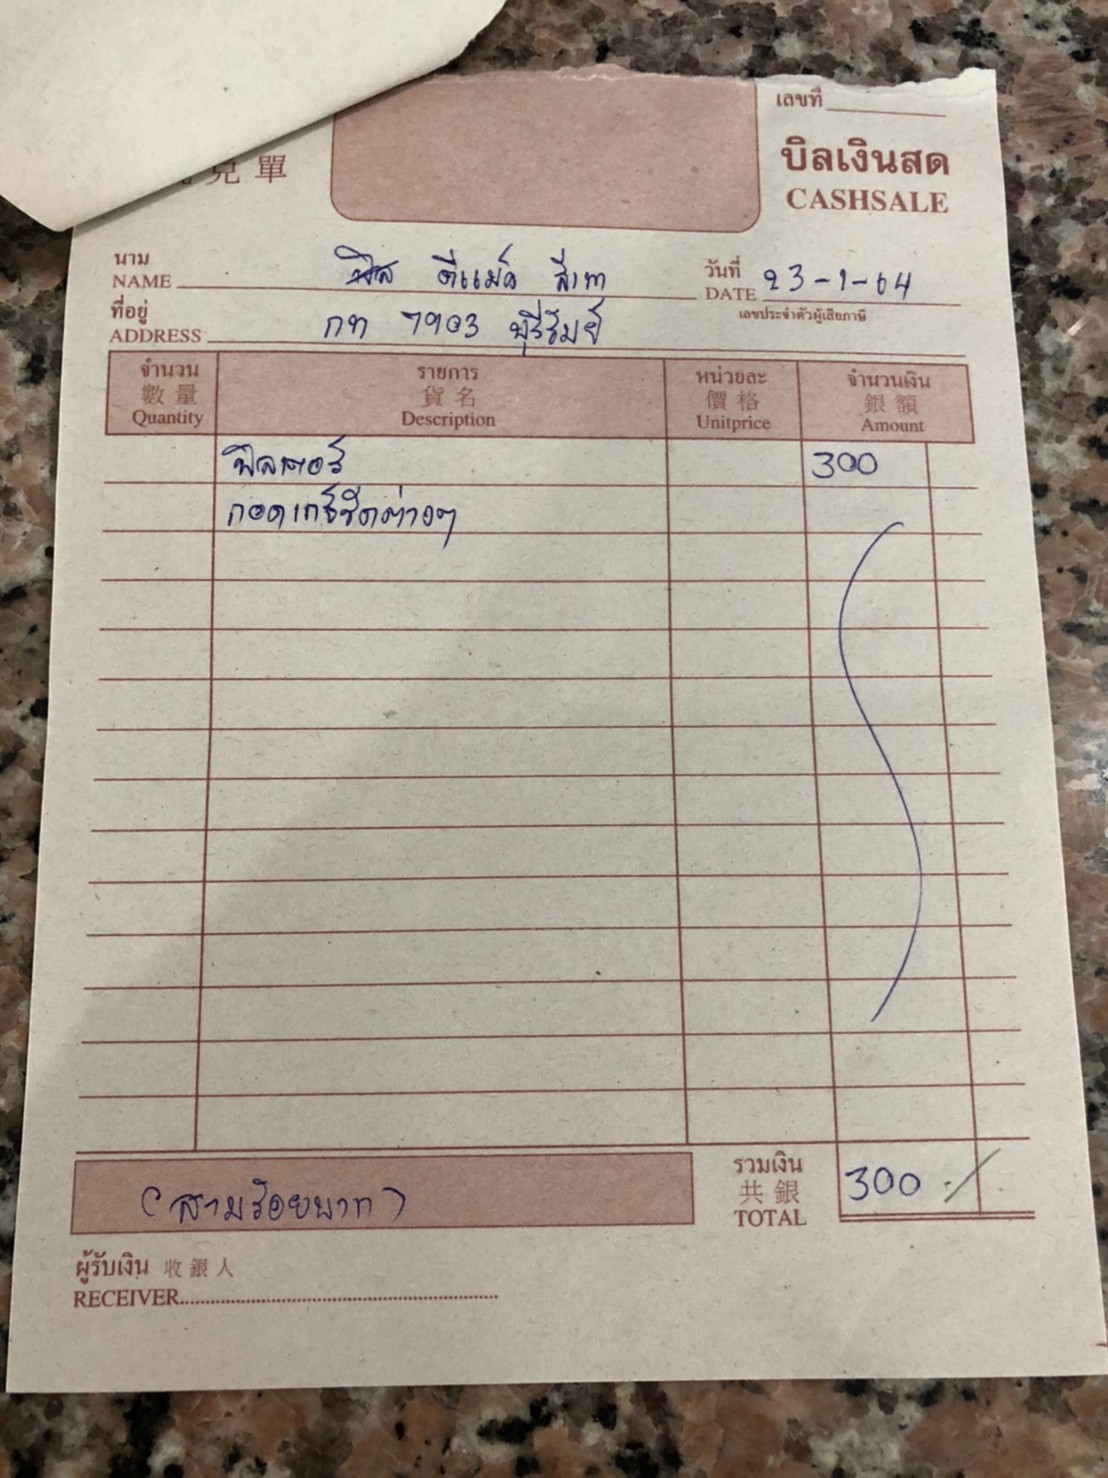 兌單
เลขที่
บิลเงินสด
CASHSALE
นาม
NAME ดีแม็ก สีเทา
วันที่
DATE 23-1-64
เลขประจำตัวผู้เสียภาษี
ที่อยู่
ADDRESS กท 7903 บุรีรัมย์
จำนวน 數量 Quantity
รายการ 貨名 Description
หน่วยละ 價格 Unitprice
จำนวนเงิน 銀額 Amount
ฟิลเตอร์ 300
ถอดเกย์ซีดต่างๆ
(สามร้อยบาท)
รวมเงิน
共銀
TOTAL 300.-
ผู้รับเงิน 收銀人
RECEIVER